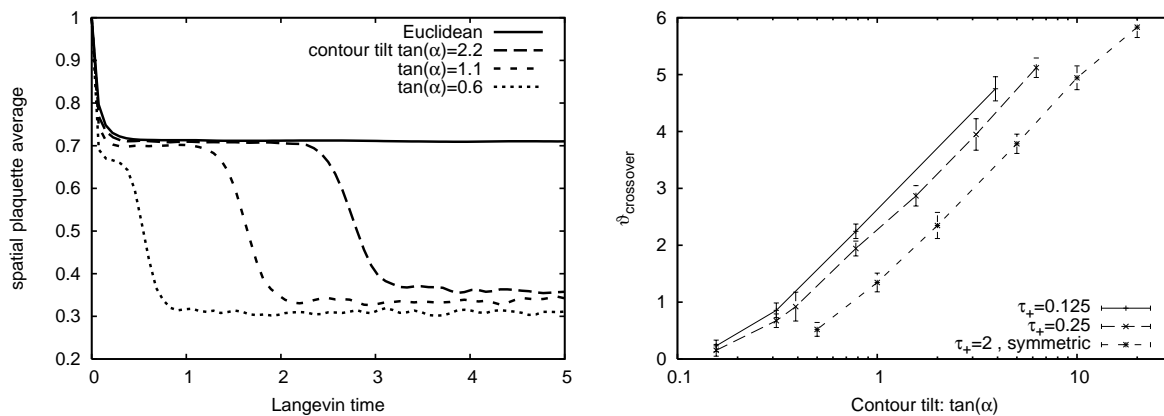 1
0.9
0.8
0.7
0.6
0.5
0.4
0.3
0.2
spatial plaquette average
Euclidean
contour tilt tan(α)=2.2
tan(α)=1.1
tan(α)=0.6
0 1 2 3 4 5
Langevin time
6
5
4
3
2
1
0
ϑcrossover
τ+=0.125
τ+=0.25
τ+=2 , symmetric
0.1 1 10
Contour tilt: tan(α)